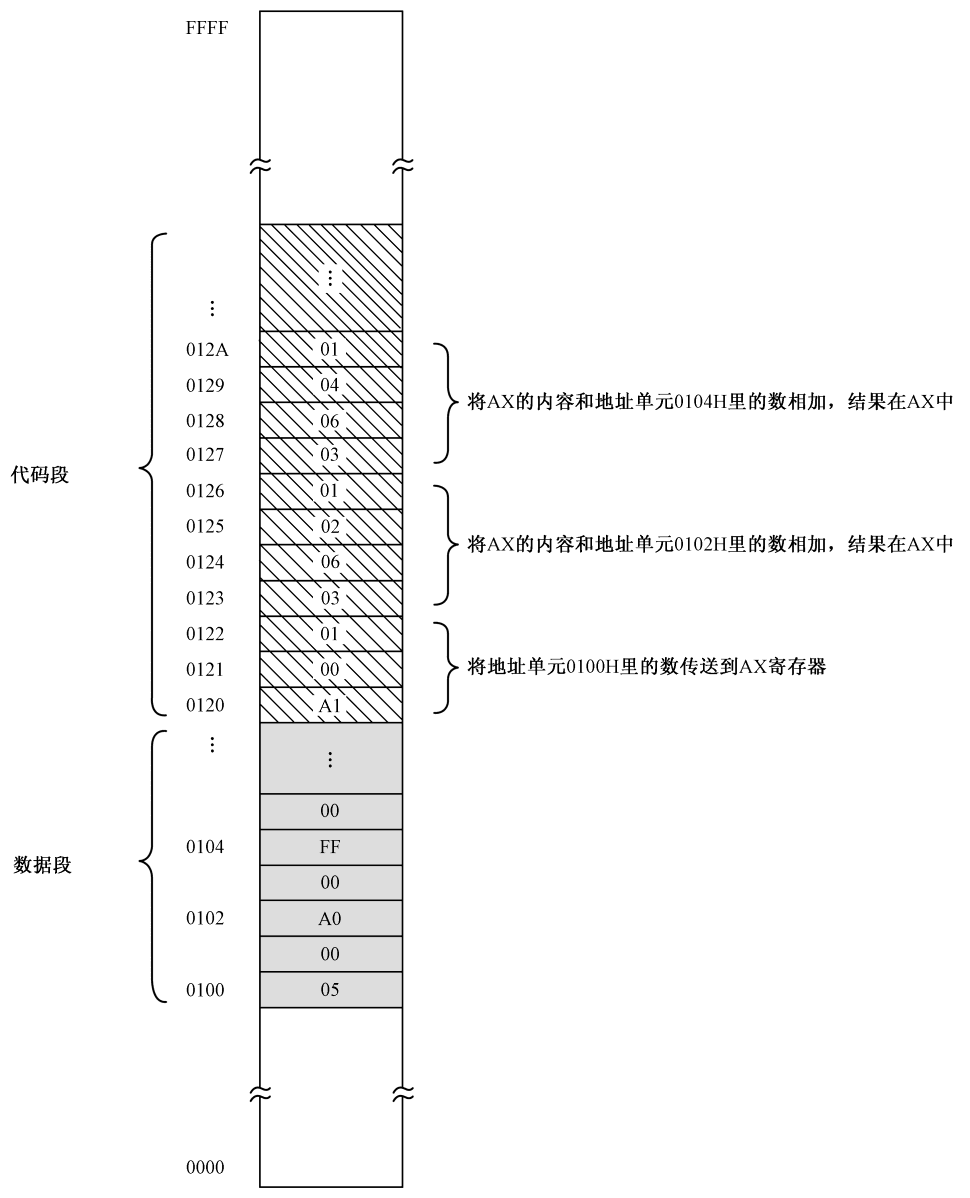 FFFF
⋮
⋮
012A 01
0129 04
0128 06
0127 03
将AX的内容和地址单元0104H里的数相加，结果在AX中
代码段
0126 01
0125 02
0124 06
0123 03
将AX的内容和地址单元0102H里的数相加，结果在AX中
0122 01
0121 00
0120 A1
将地址单元0100H里的数传送到AX寄存器
⋮
⋮
00
0104 FF
数据段
00
0102 A0
00
0100 05
0000